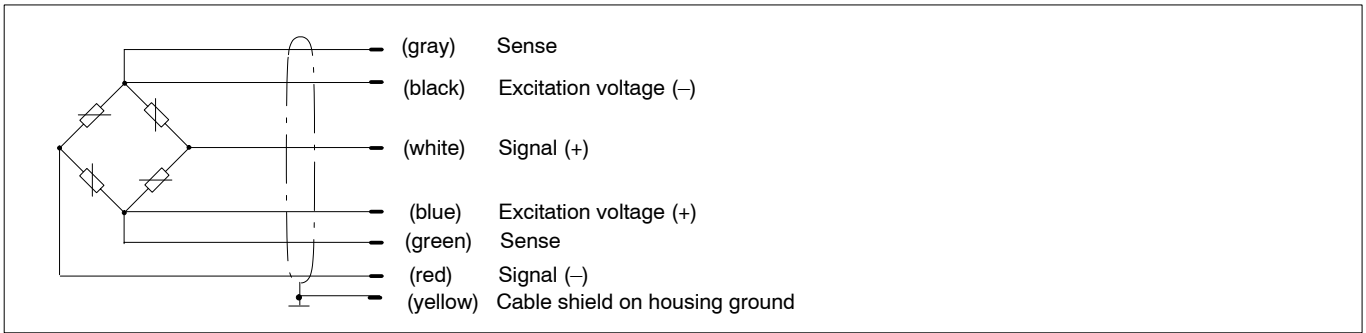 (gray) Sense
(black) Excitation voltage (–)
(white) Signal (+)
(blue) Excitation voltage (+)
(green) Sense
(red) Signal (–)
(yellow) Cable shield on housing ground